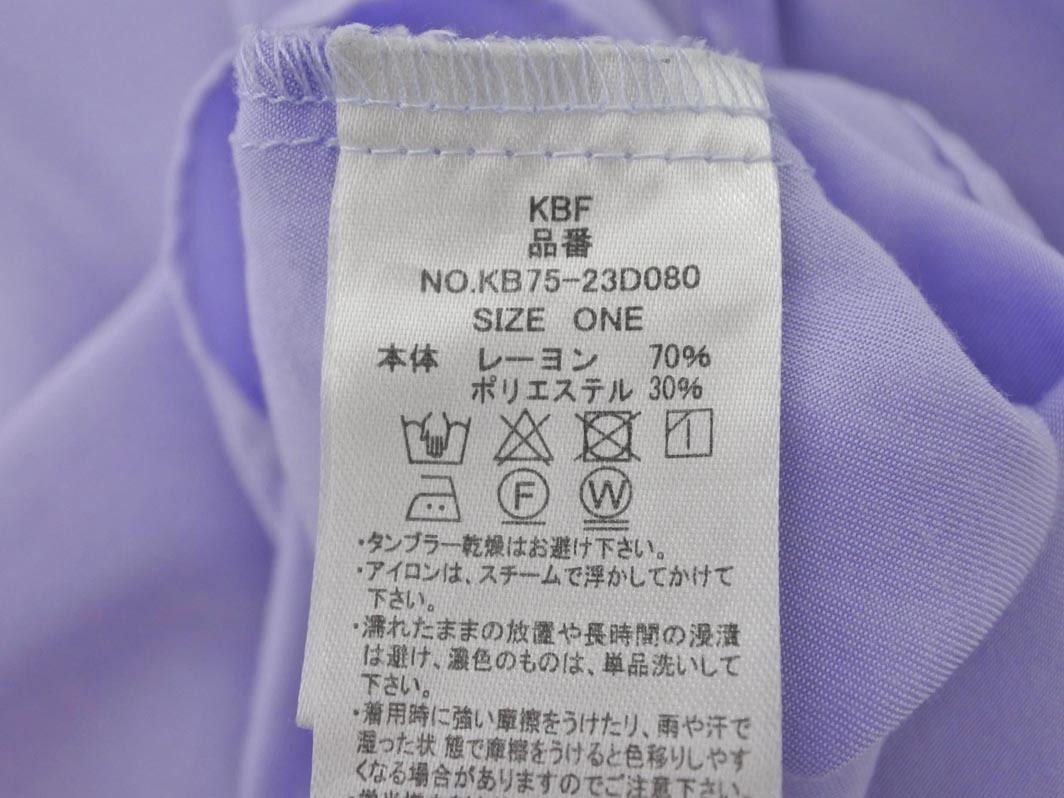 KBF
品番
NO.KB75-23D080
SIZE ONE
本体 レーヨン 70%
ポリエステル 30%
F W
・タンブラー乾燥はお避け下さい。
・アイロンは、スチームで浮かしてかけて
下さい。
・濡れたままの放置や長時間の浸漬
は避け、濃色のものは、単品洗いして
下さい。
・着用時に強い摩擦をうけたり、雨や汗で
湿った状態で摩擦をうけると色移りしやす
くなる場合がありますのでご注意下さい。